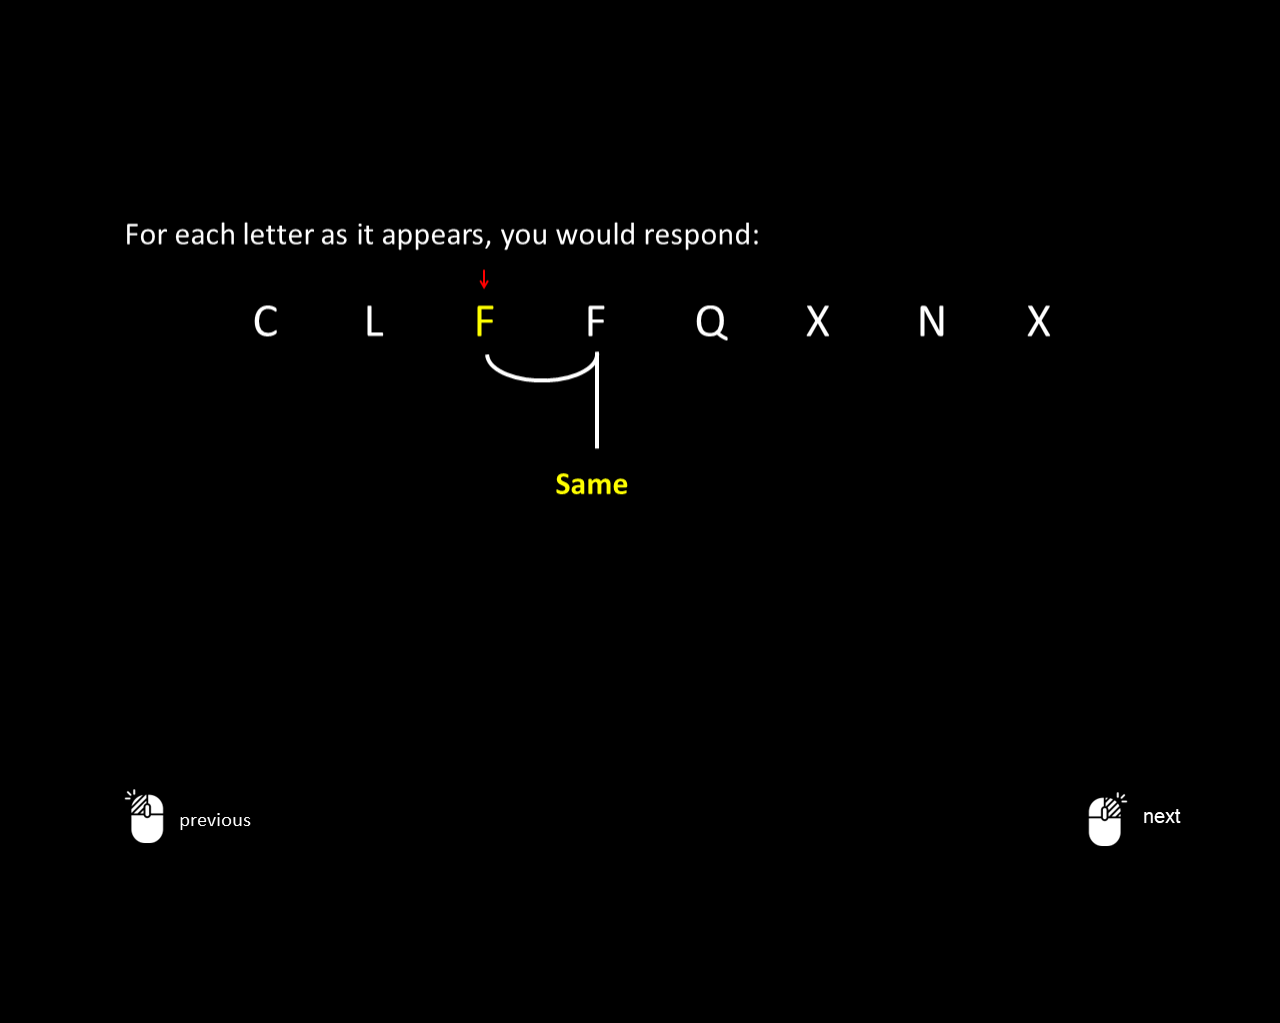 For each letter as it appears, you would respond:
C L F F Q X N X
Same
previous
next